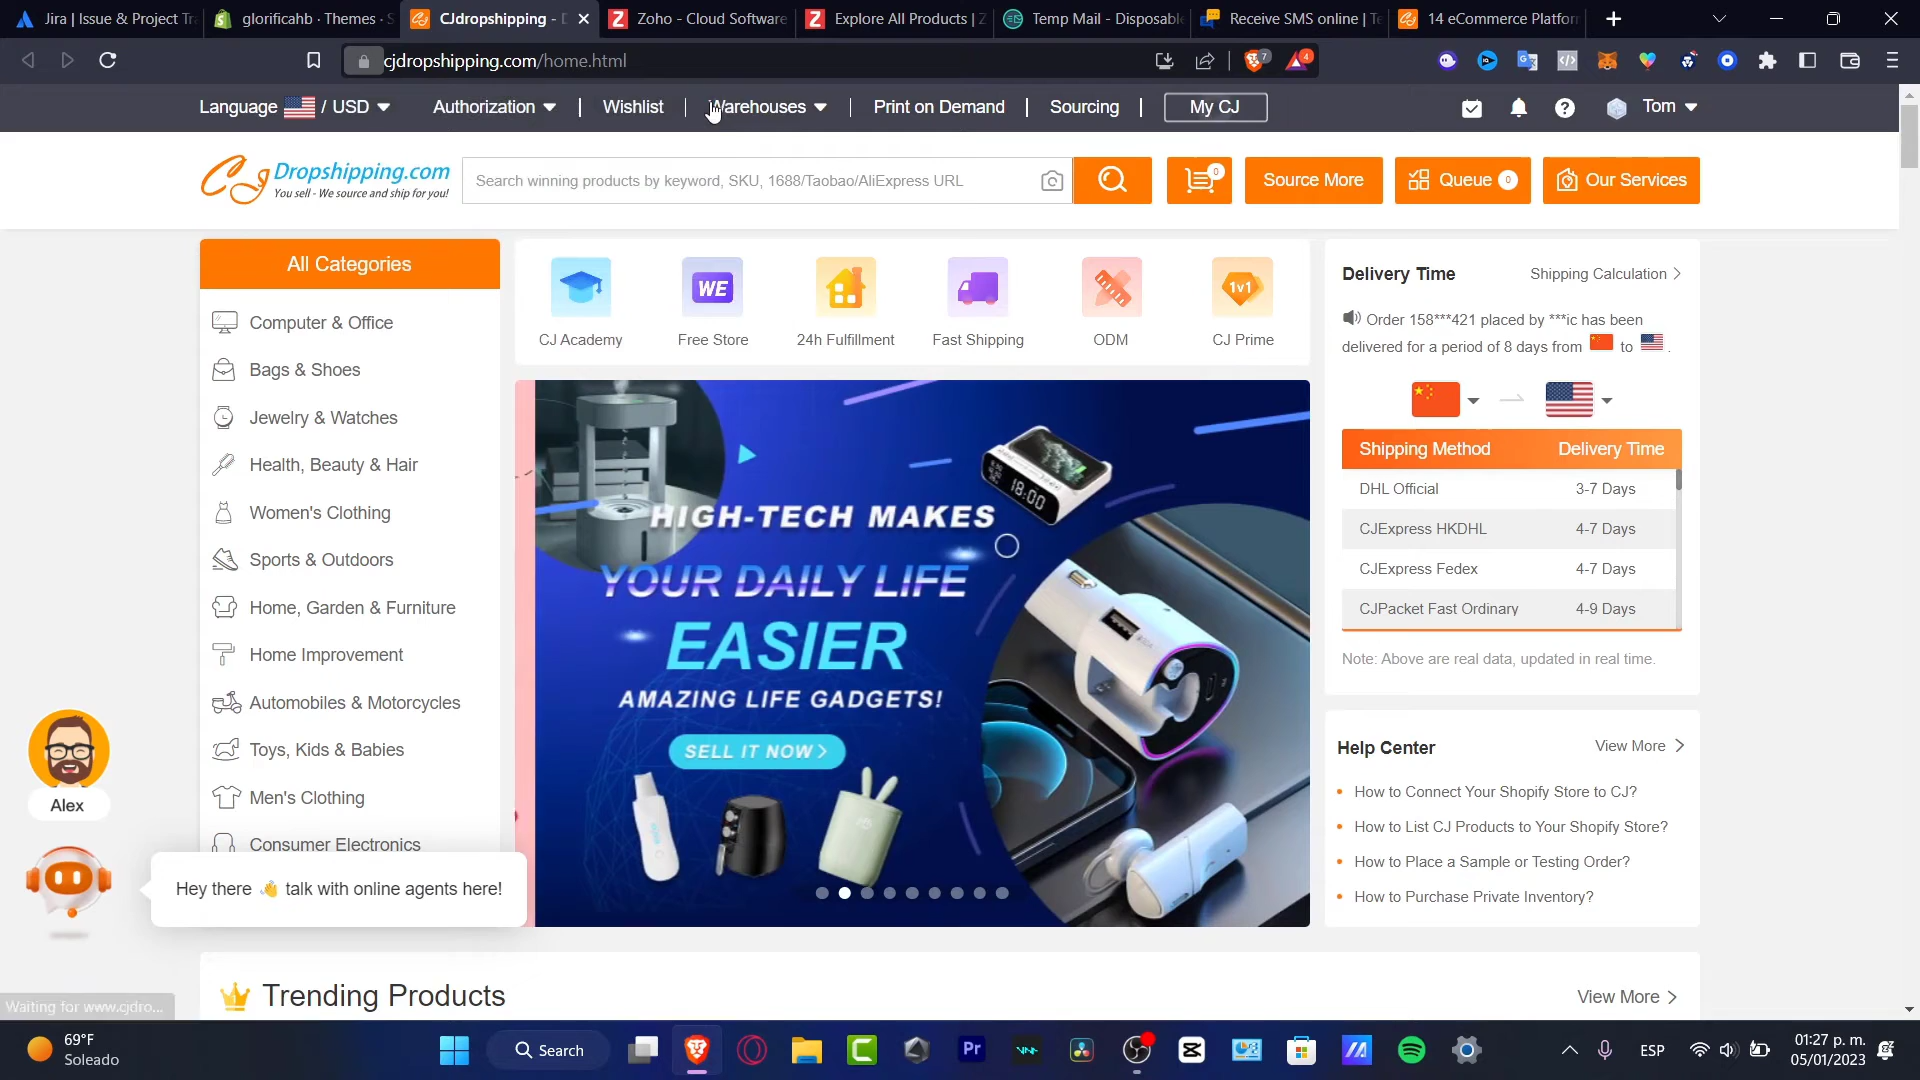 Jira | Issue & Project Tra
glorificahb · Themes · S
CJdropshipping - D
Zoho - Cloud Software
Explore All Products | Z
Temp Mail - Disposable
Receive SMS online | Te
14 eCommerce Platform
cjdropshipping.com/home.html
7
4
Language / USD
Authorization
Wishlist
Warehouses
Print on Demand
Sourcing
My CJ
Tom
CJ Dropshipping.com
You sell - We source and ship for you!
Search winning products by keyword, SKU, 1688/Taobao/AliExpress URL
0
Source More
Queue 0
Our Services
All Categories
Computer & Office
Bags & Shoes
Jewelry & Watches
Health, Beauty & Hair
Women's Clothing
Sports & Outdoors
Home, Garden & Furniture
Home Improvement
Automobiles & Motorcycles
Toys, Kids & Babies
Men's Clothing
Consumer Electronics
WE
1v1
CJ Academy
Free Store
24h Fulfillment
Fast Shipping
ODM
CJ Prime
18:00
HIGH-TECH MAKES
YOUR DAILY LIFE
EASIER
AMAZING LIFE GADGETS!
SELL IT NOW >
Delivery Time
Shipping Calculation >
Order 158***421 placed by ***ic has been
delivered for a period of 8 days from to .
Shipping Method Delivery Time
DHL Official 3-7 Days
CJExpress HKDHL 4-7 Days
CJExpress Fedex 4-7 Days
CJPacket Fast Ordinary 4-9 Days
Note: Above are real data, updated in real time.
Help Center
View More >
How to Connect Your Shopify Store to CJ?
How to List CJ Products to Your Shopify Store?
How to Place a Sample or Testing Order?
How to Purchase Private Inventory?
Alex
Hey there 👋 talk with online agents here!
Trending Products
View More >
Waiting for www.cjdro...
69°F
Soleado
Search
Pr
ESP
01:27 p. m.
05/01/2023